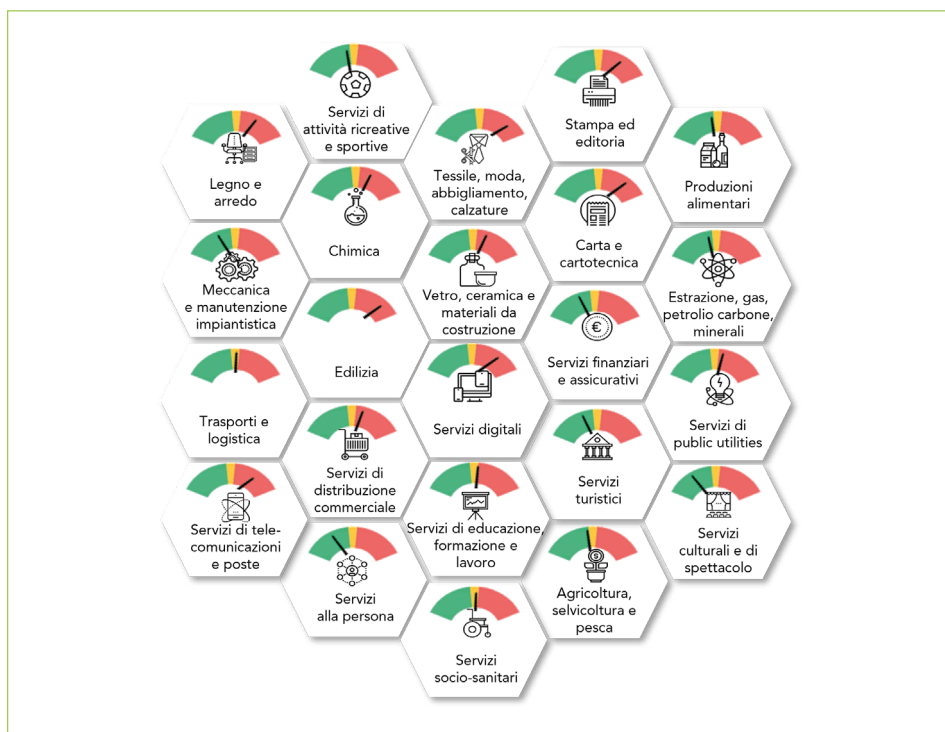 Servizi di
attività ricreative
e sportive
Stampa ed
editoria
Legno e
arredo
Tessile, moda,
abbigliamento,
calzature
Produzioni
alimentari
Chimica
Carta e
cartotecnica
Meccanica
e manutenzione
impiantistica
Vetro, ceramica e
materiali da
costruzione
Estrazione, gas,
petrolio carbone,
minerali
Edilizia
€
Servizi finanziari
e assicurativi
Trasporti e
logistica
Servizi digitali
Servizi di
public utilities
Servizi di
distribuzione
commerciale
Servizi
turistici
Servizi di tele-
comunicazioni
e poste
Servizi di educazione,
formazione e
lavoro
Servizi
culturali e di
spettacolo
Servizi
alla persona
$
Agricoltura,
selvicoltura e
pesca
Servizi
socio-sanitari